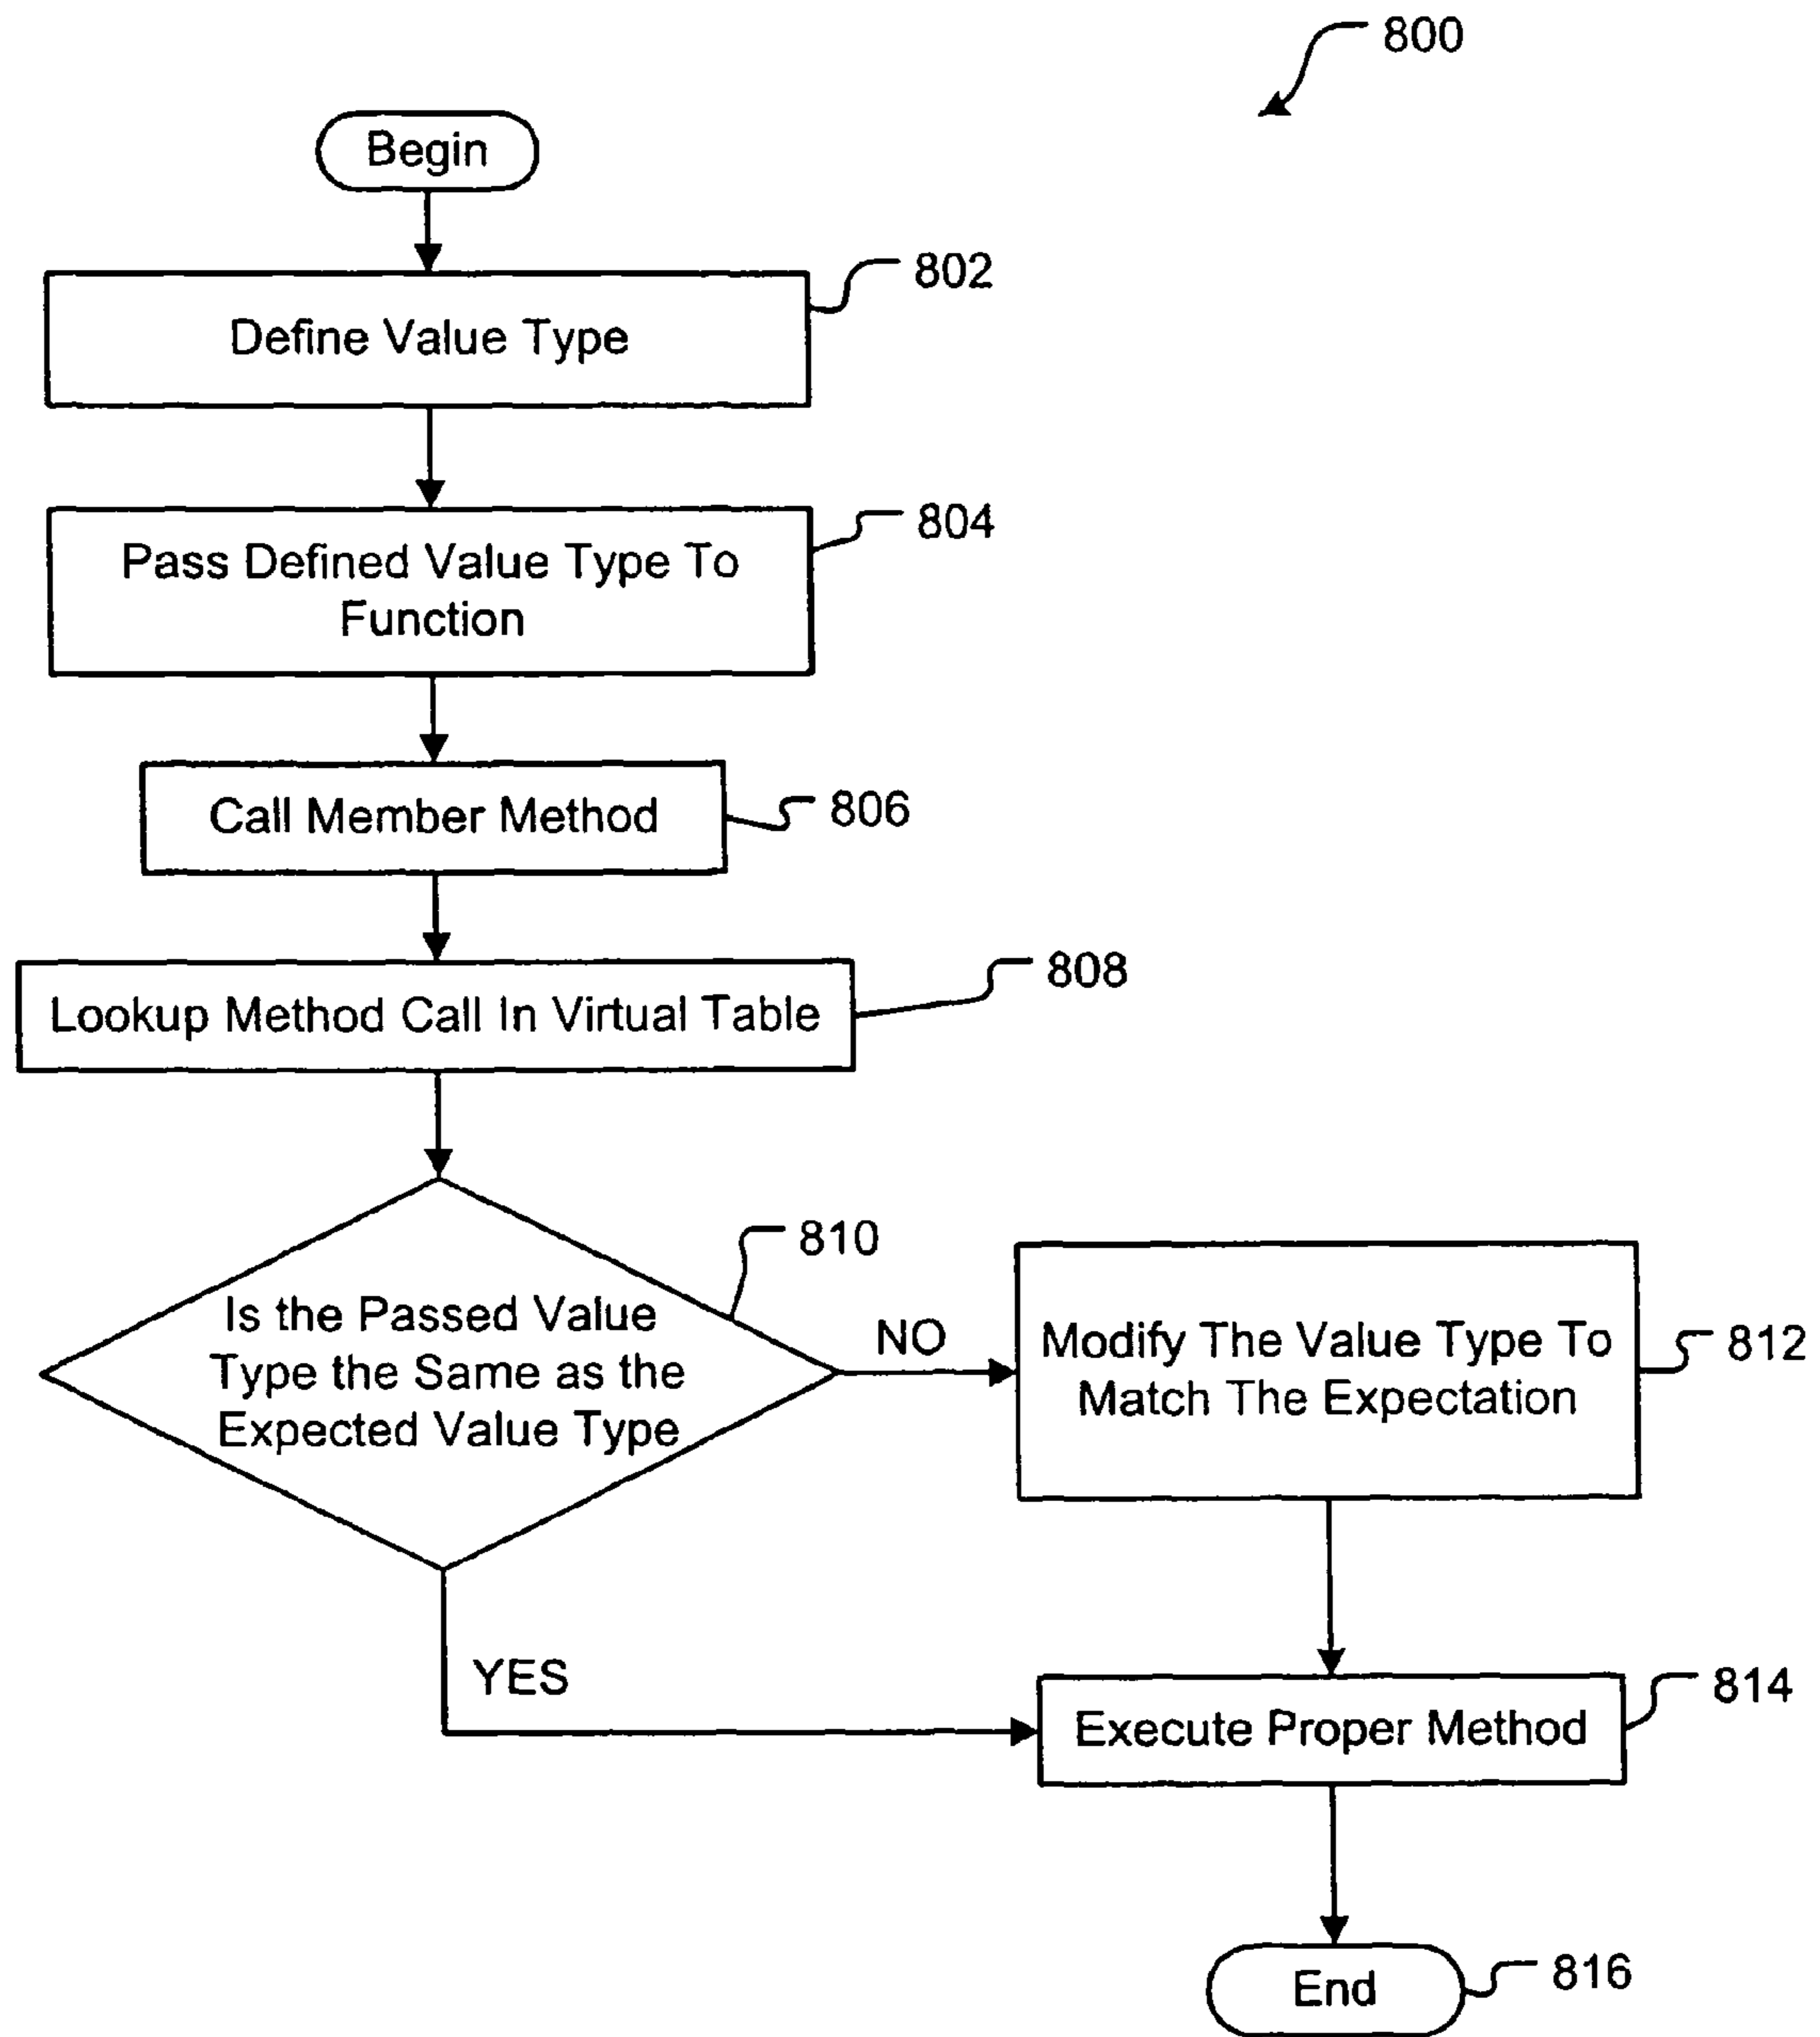 800
Begin
802
Define Value Type
804
Pass Defined Value Type To
Function
806
Call Member Method
808
Lookup Method Call In Virtual Table
810
Is the Passed Value
Type the Same as the
Expected Value Type
NO
Modify The Value Type To
Match The Expectation
812
YES
814
Execute Proper Method
End
816